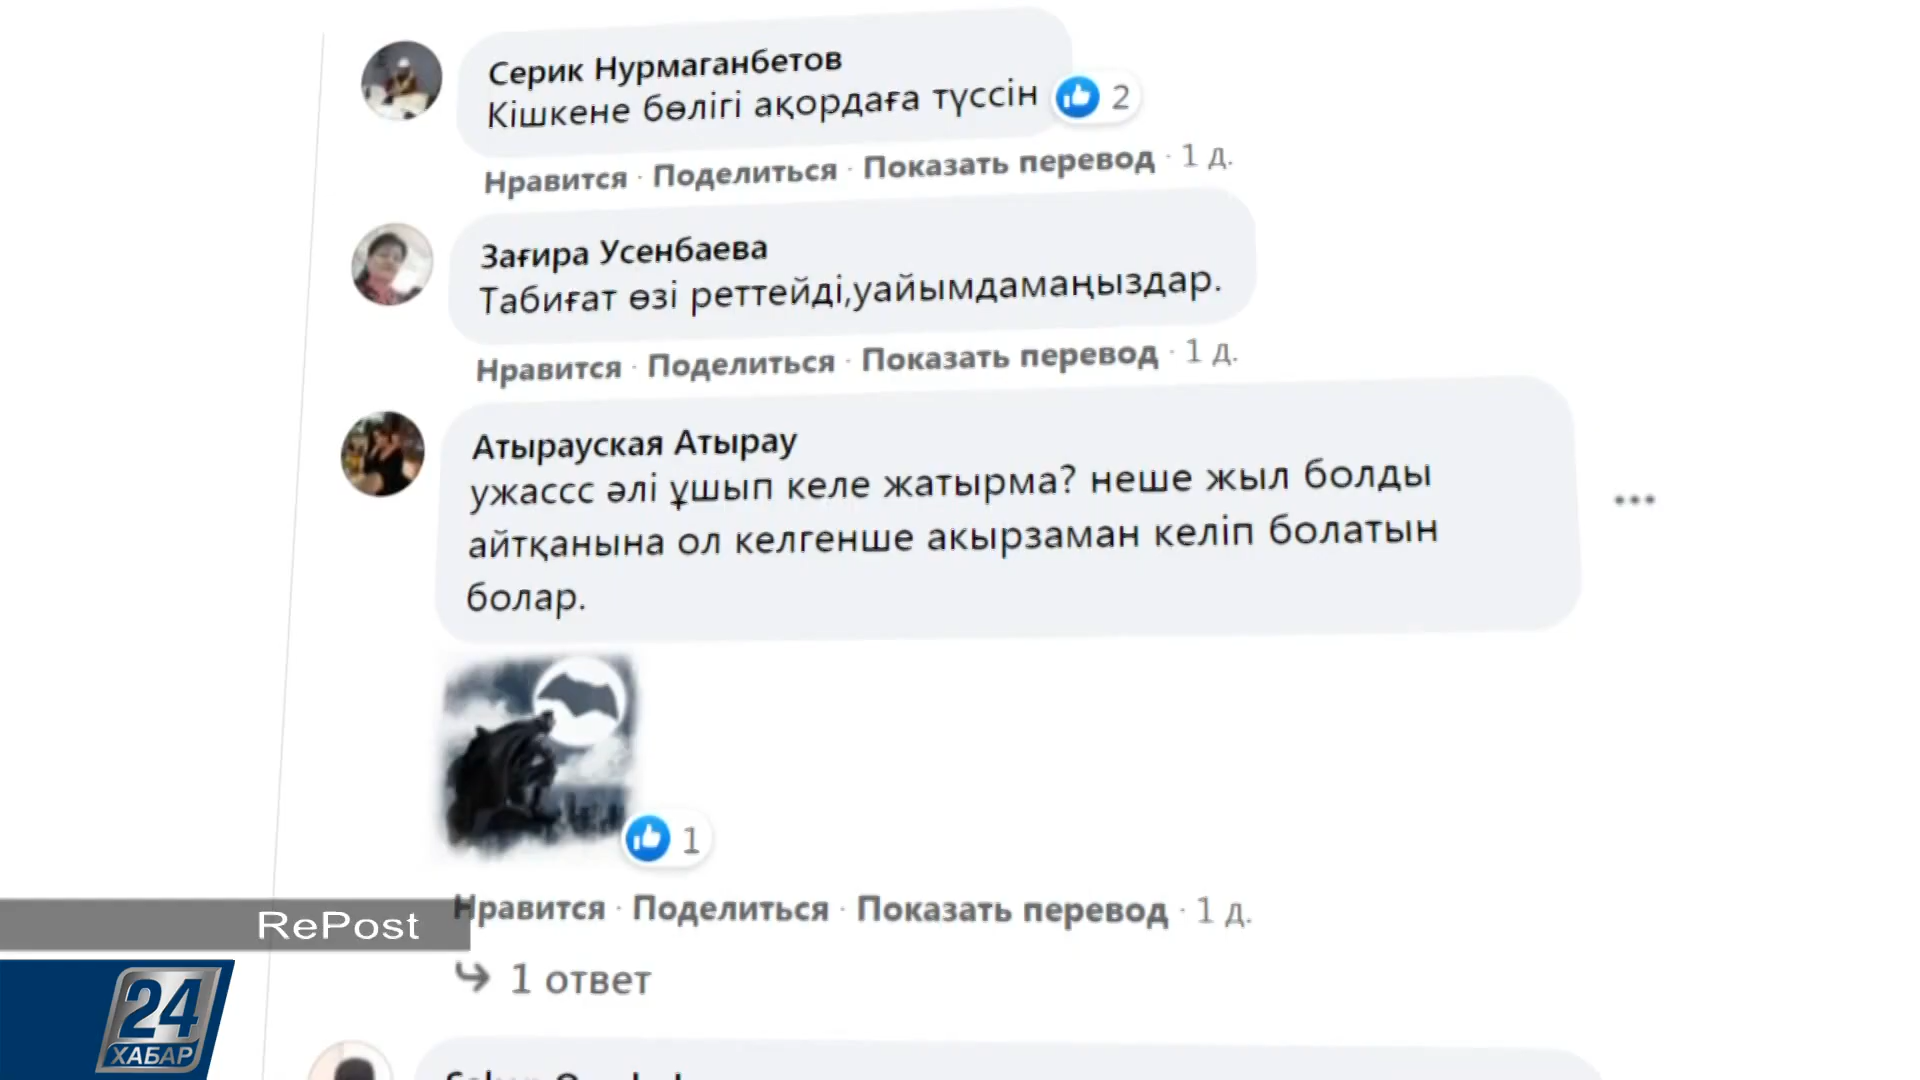 Серик Нурмаганбетов
Кішкене бөлігі ақордаға түссін
2
Нравится · Поделиться · Показать перевод · 1 д.
Зағира Усенбаева
Табиғат өзі реттейді,уайымдамаңыздар.
Нравится · Поделиться · Показать перевод · 1 д.
Атырауская Атырау
ужассс әлі ұшып келе жатырма? неше жыл болды
айтқанына ол келгенше акырзаман келіп болатын
болар.
1
Нравится · Поделиться · Показать перевод · 1 д.
RePost
1 ответ
24
ХАБАР